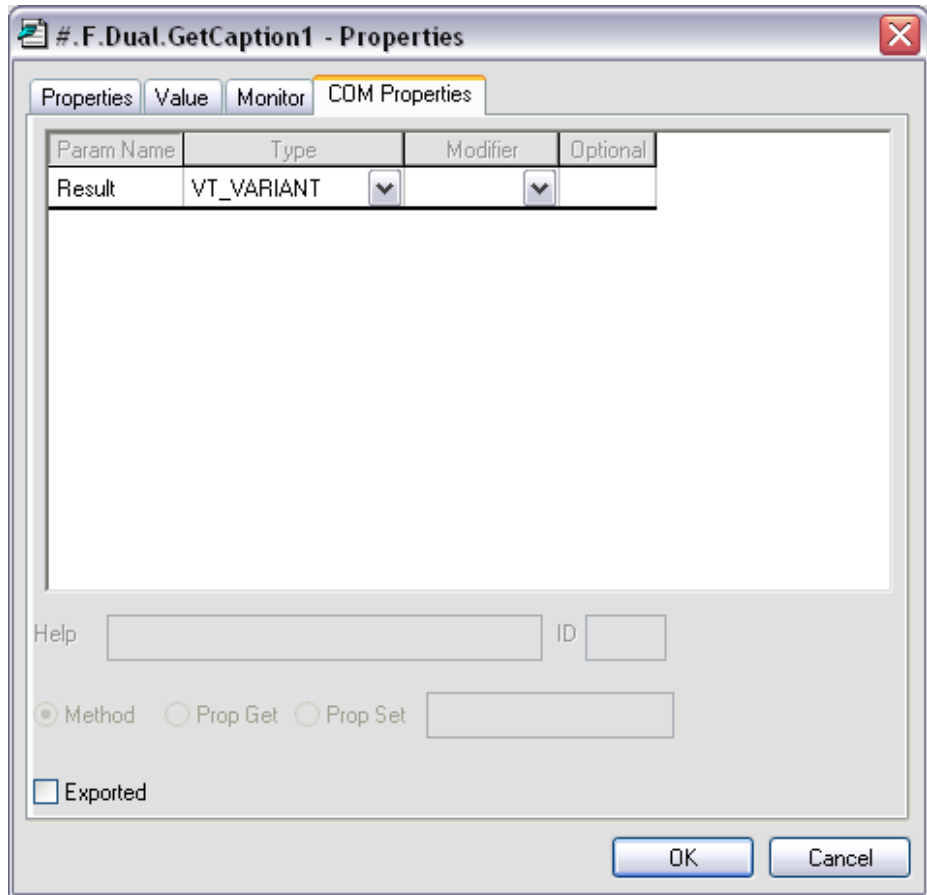 #.F.Dual.GetCaption1 - Properties
Properties Value Monitor COM Properties
Param Name Type Modifier Optional
Result VT_VARIANT
Help ID
Method Prop Get Prop Set
Exported
OK Cancel